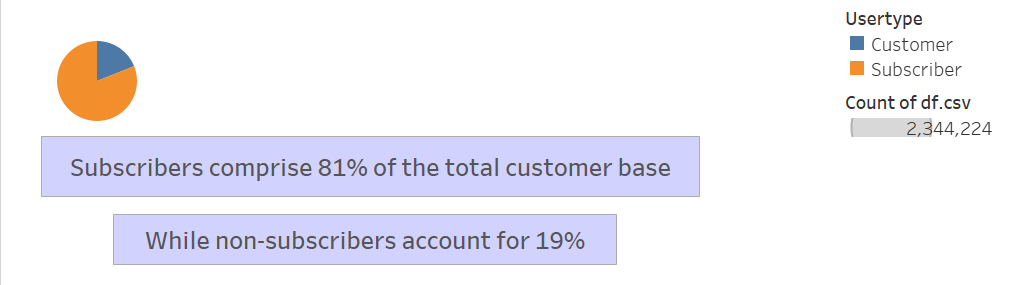 Usertype
Customer
Subscriber
Count of df.csv
2,344,224
Subscribers comprise 81% of the total customer base
While non-subscribers account for 19%